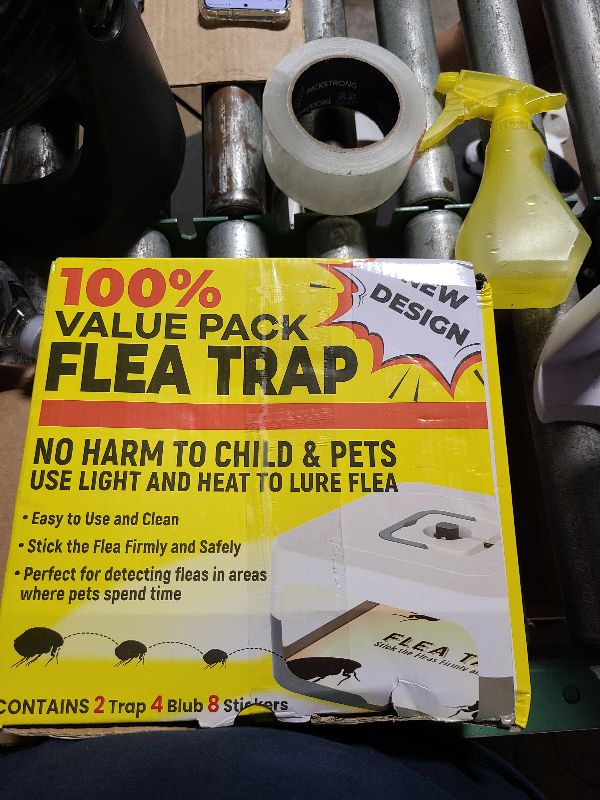 PACKSTRONG
100%
VALUE PACK
FLEA TRAP
NEW
DESIGN
NO HARM TO CHILD & PETS
USE LIGHT AND HEAT TO LURE FLEA
• Easy to Use and Clean
• Stick the Flea Firmly and Safely
• Perfect for detecting fleas in areas
where pets spend time
FLEA
Stick the Fleas Firmly
CONTAINS 2 Trap 4 Blub 8 Stickers